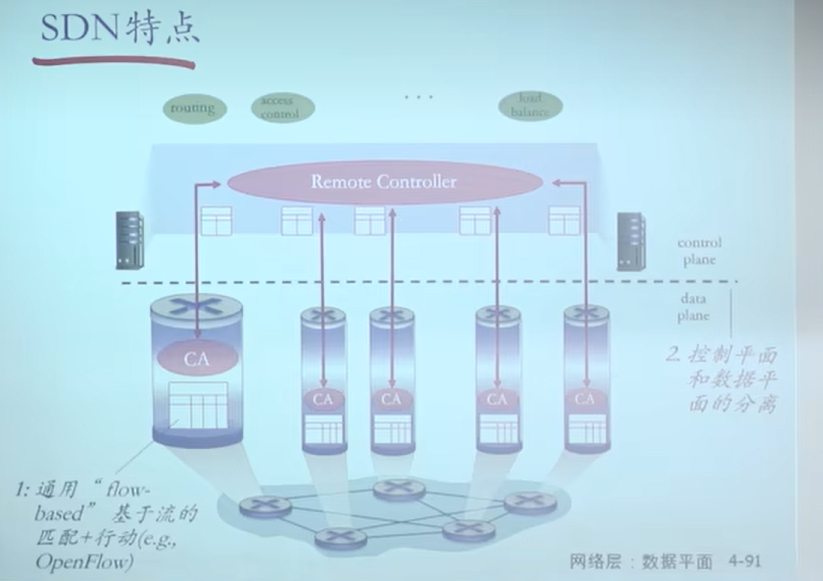 SDN特点
routing
access
control
...
load
balance
Remote Controller
control
plane
data
plane
CA
CA
CA
CA
CA
2. 控制平面
和数据平
面的分离
1: 通用“ flow-
based” 基于流的
匹配+行动(e.g.,
OpenFlow)
网络层：数据平面 4-91